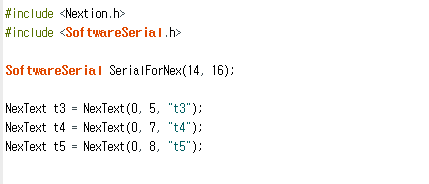 #include <Nextion.h>
#include <SoftwareSerial.h>
SoftwareSerial SerialForNex(14, 16);
NexText t3 = NexText(0, 5, "t3");
NexText t4 = NexText(0, 7, "t4");
NexText t5 = NexText(0, 8, "t5");